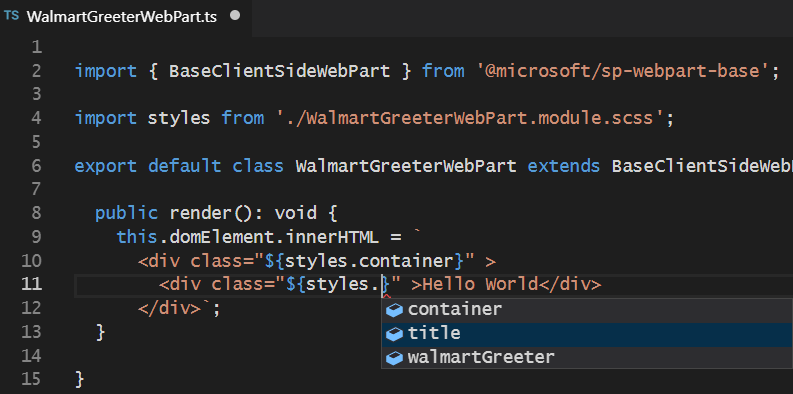 TS WalmartGreeterWebPart.ts
1
2 import { BaseClientSideWebPart } from '@microsoft/sp-webpart-base';
3
4 import styles from './WalmartGreeterWebPart.module.scss';
5
6 export default class WalmartGreeterWebPart extends BaseClientSideWeb
7
8 public render(): void {
9 this.domElement.innerHTML = `
10 <div class="${styles.container}" >
11 <div class="${styles.}" >Hello World</div>
container
12 </div>`;
title
13 }
walmartGreeter
14
15 }